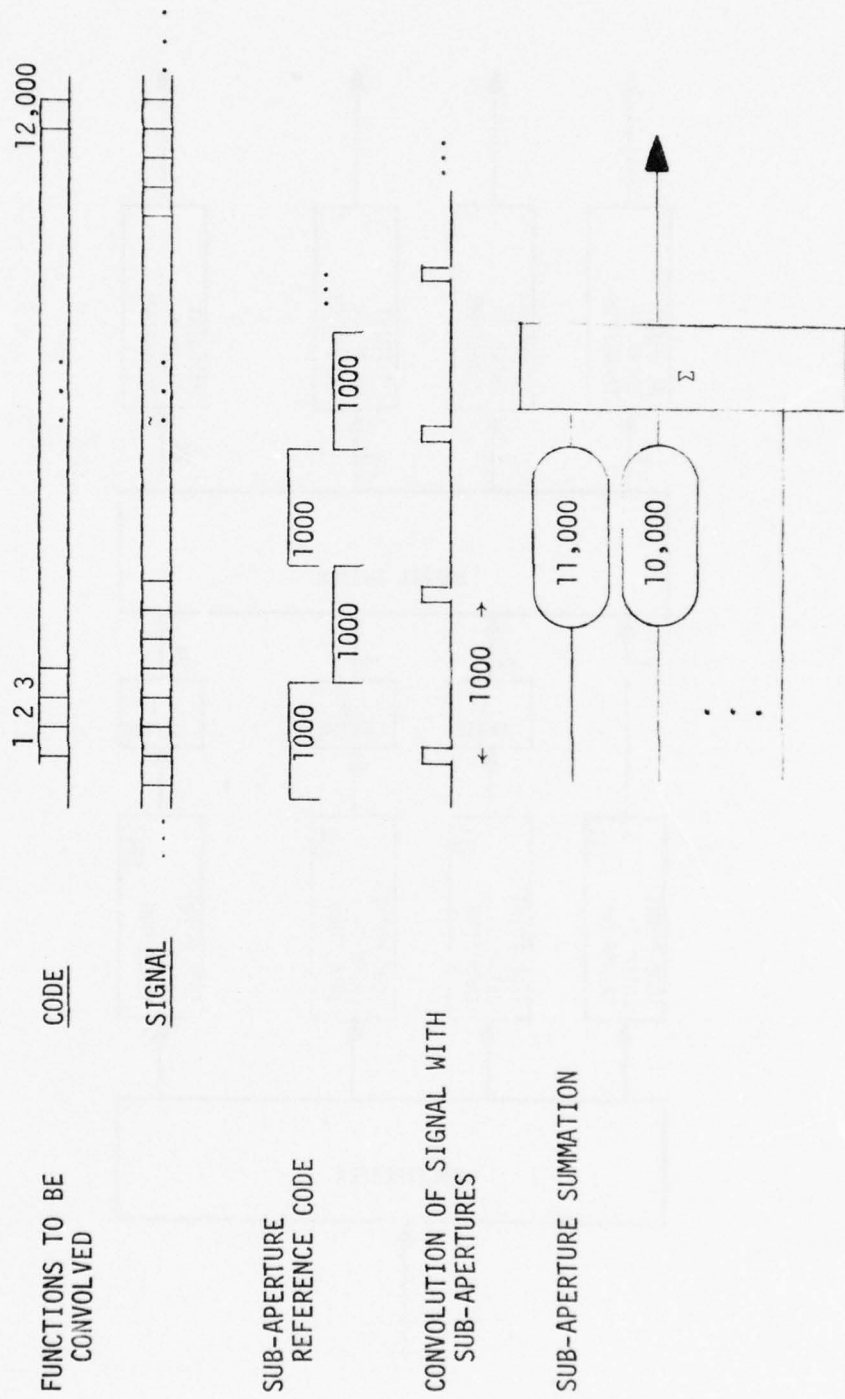 FUNCTIONS TO BE
CONVOLVED
CODE
1 2 3
. . .
12,000
SIGNAL
. . . .
~
. . .
. . . .
SUB-APERTURE
REFERENCE CODE
1000
1000
1000
1000
...
CONVOLUTION OF SIGNAL WITH
SUB-APERTURES
← 1000 →
...
SUB-APERTURE SUMMATION
11,000
10,000
. . .
Σ